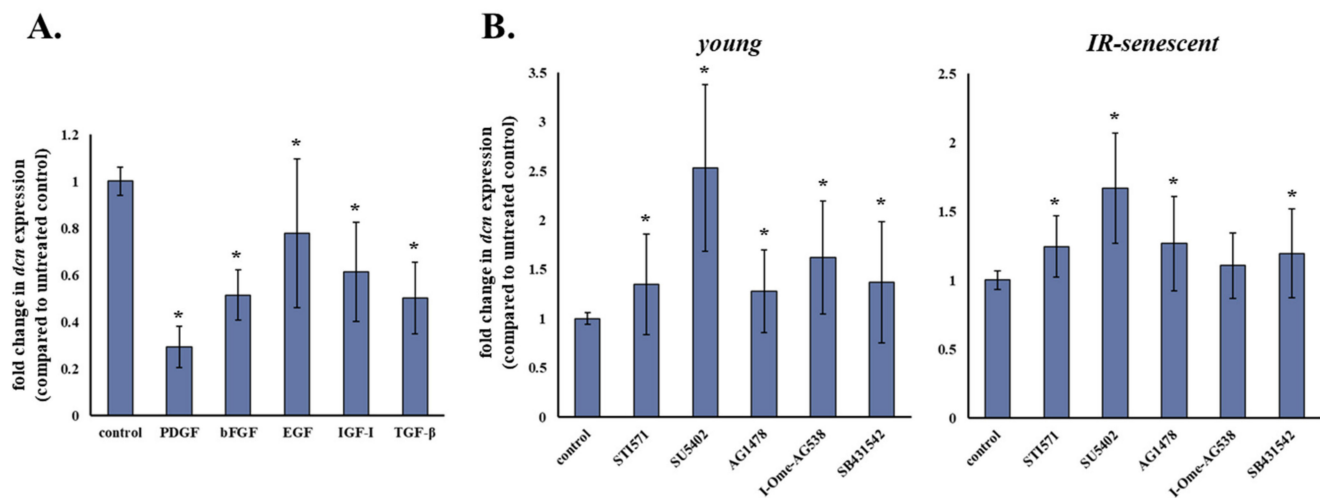 A.
fold change in dcn expression
(compared to untreated control)
1.2
1
0.8
0.6
0.4
0.2
0
*
*
*
*
*
control PDGF bFGF EGF IGF-I TGF-β
B.
young
fold change in dcn expression
(compared to untreated control)
3.5
3
2.5
2
1.5
1
0.5
0
*
*
*
*
*
control
STI571
SU5402
AG1478
I-Ome-AG538
SB431542
IR-senescent
2.5
2
1.5
1
0.5
0
*
*
*
*
control
STI571
SU5402
AG1478
I-Ome-AG538
SB431542